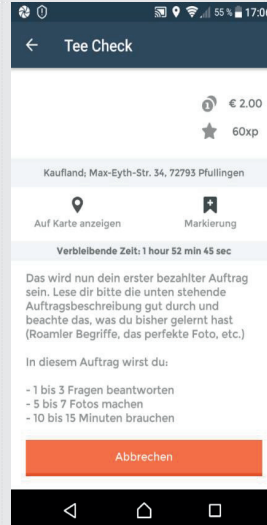 55 % 17:00
Tee Check
€ 2.00
60xp
Kaufland; Max-Eyth-Str. 34, 72793 Pfullingen
Auf Karte anzeigen Markierung
Verbleibende Zeit: 1 hour 52 min 45 sec
Das wird nun dein erster bezahlter Auftrag
sein. Lese dir bitte die unten stehende
Auftragsbeschreibung gut durch und
beachte das, was du bisher gelernt hast
(Roamler Begriffe, das perfekte Foto, etc.)
In diesem Auftrag wirst du:
- 1 bis 3 Fragen beantworten
- 5 bis 7 Fotos machen
- 10 bis 15 Minuten brauchen
Abbrechen